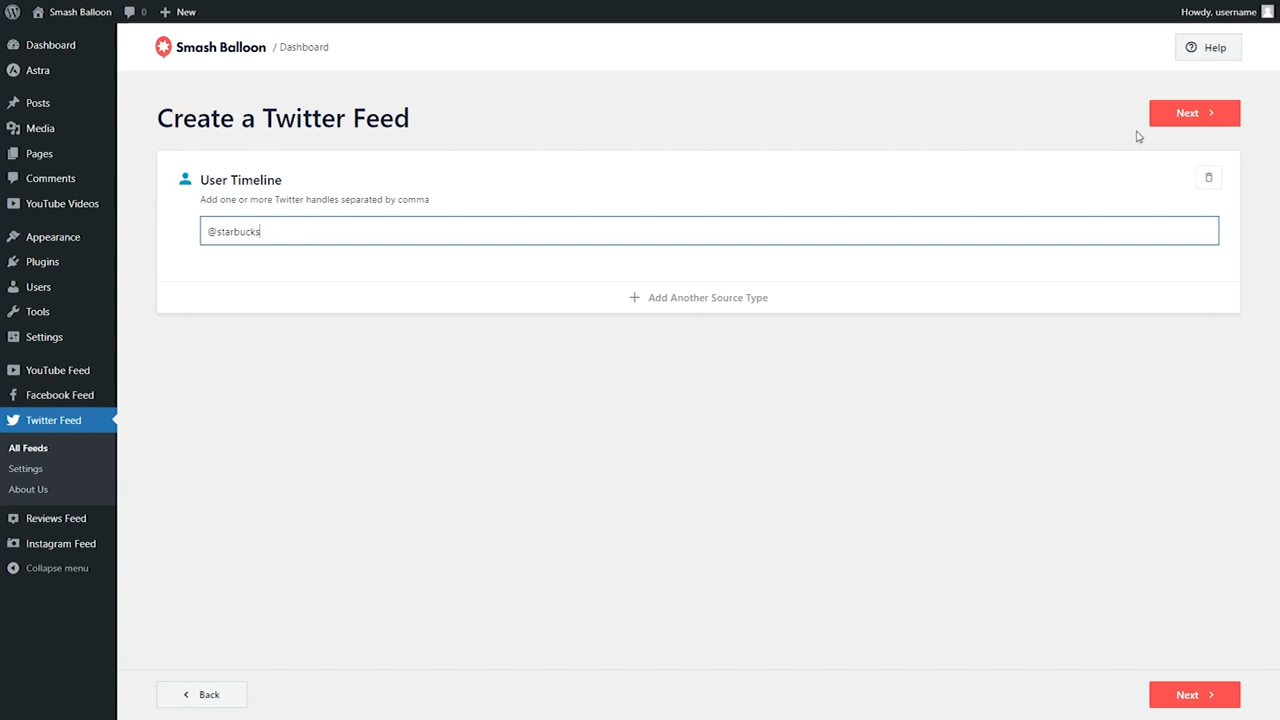 Smash Balloon 0 New Howdy, username
Dashboard
Astra
Posts
Media
Pages
Comments
YouTube Videos
Appearance
Plugins
Users
Tools
Settings
YouTube Feed
Facebook Feed
Twitter Feed
All Feeds
Settings
About Us
Reviews Feed
Instagram Feed
Collapse menu
Smash Balloon / Dashboard
Help
Create a Twitter Feed
Next
User Timeline
Add one or more Twitter handles separated by comma
@starbucks
Add Another Source Type
Back
Next